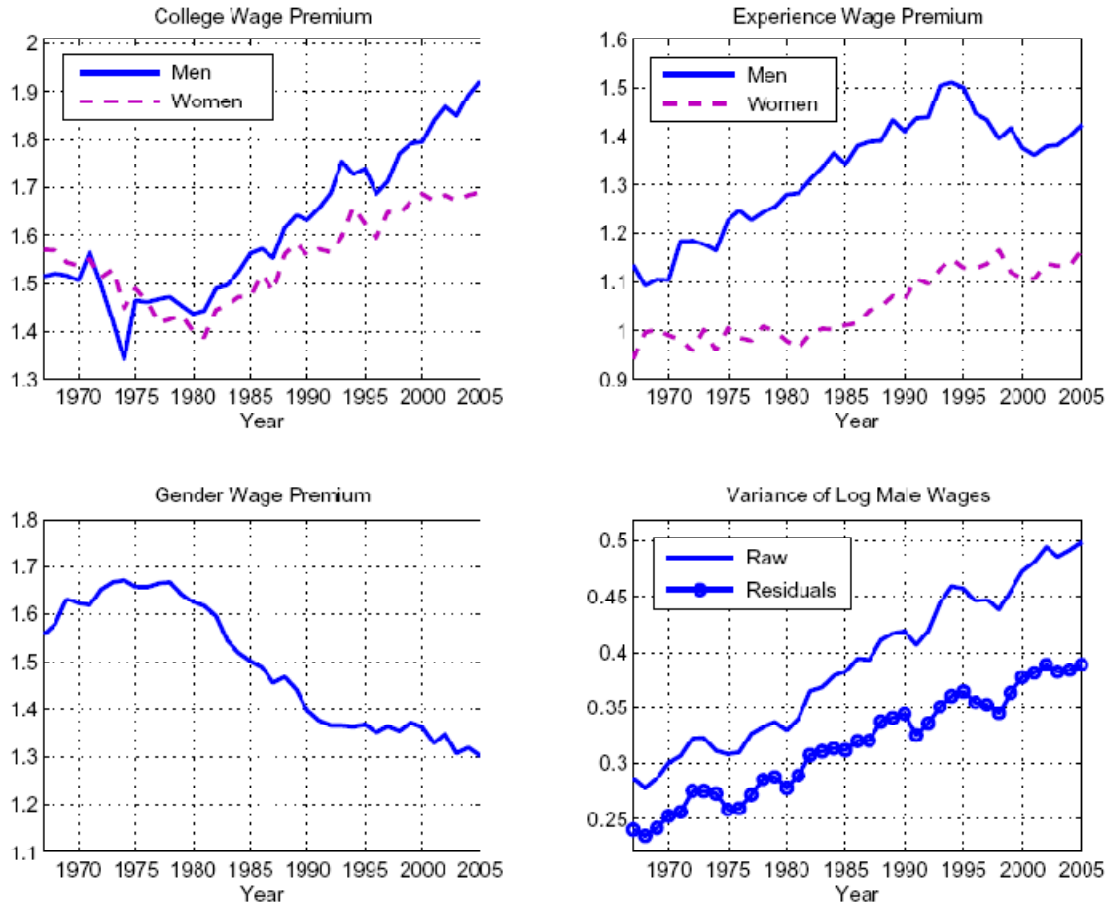 College Wage Premium
2
1.9
1.8
1.7
1.6
1.5
1.4
1.3
Men
Women
1970 1975 1980 1985 1990 1995 2000 2005
Year
Experience Wage Premium
1.6
1.5
1.4
1.3
1.2
1.1
1
0.9
Men
Women
1970 1975 1980 1985 1990 1995 2000 2005
Year
Gender Wage Premium
1.8
1.7
1.6
1.5
1.4
1.3
1.2
1.1
1970 1975 1980 1985 1990 1995 2000 2005
Year
Variance of Log Male Wages
0.5
0.45
0.4
0.35
0.3
0.25
Raw
Residuals
1970 1975 1980 1985 1990 1995 2000 2005
Year